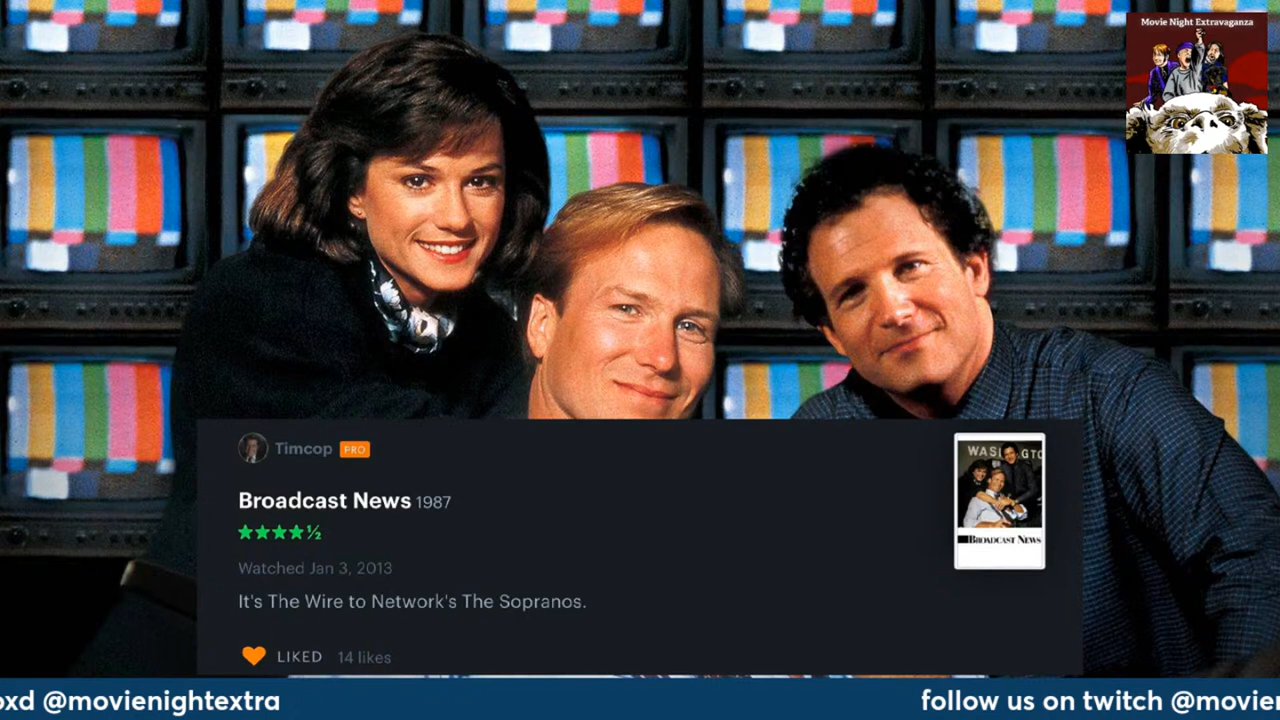 Movie Night Extravaganza
Timcop PRO
Broadcast News 1987
★★★★½
Watched Jan 3, 2013
It's The Wire to Network's The Sopranos.
BROADCAST NEWS
LIKED 14 likes
oxd @movienightextra
follow us on twitch @movien